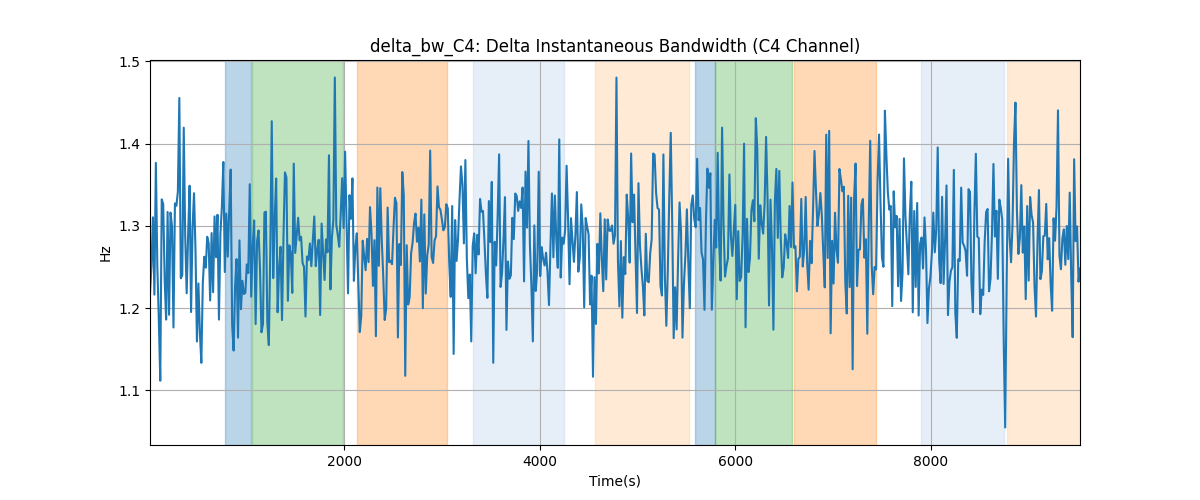 delta_bw_C4: Delta Instantaneous Bandwidth (C4 Channel)
1.5
1.4
1.3
1.2
1.1
Hz
2000 4000 6000 8000
Time(s)